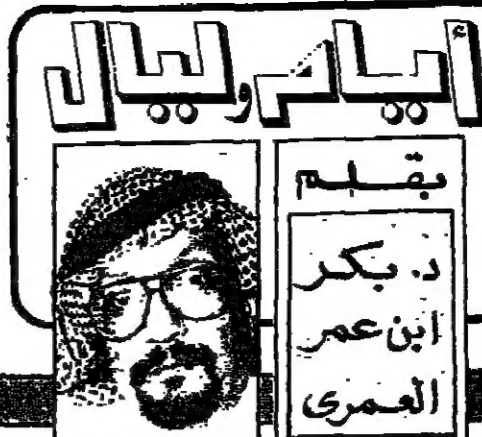 أيام وليال
بقلم
د. بكر
ابن عمر
العمرى